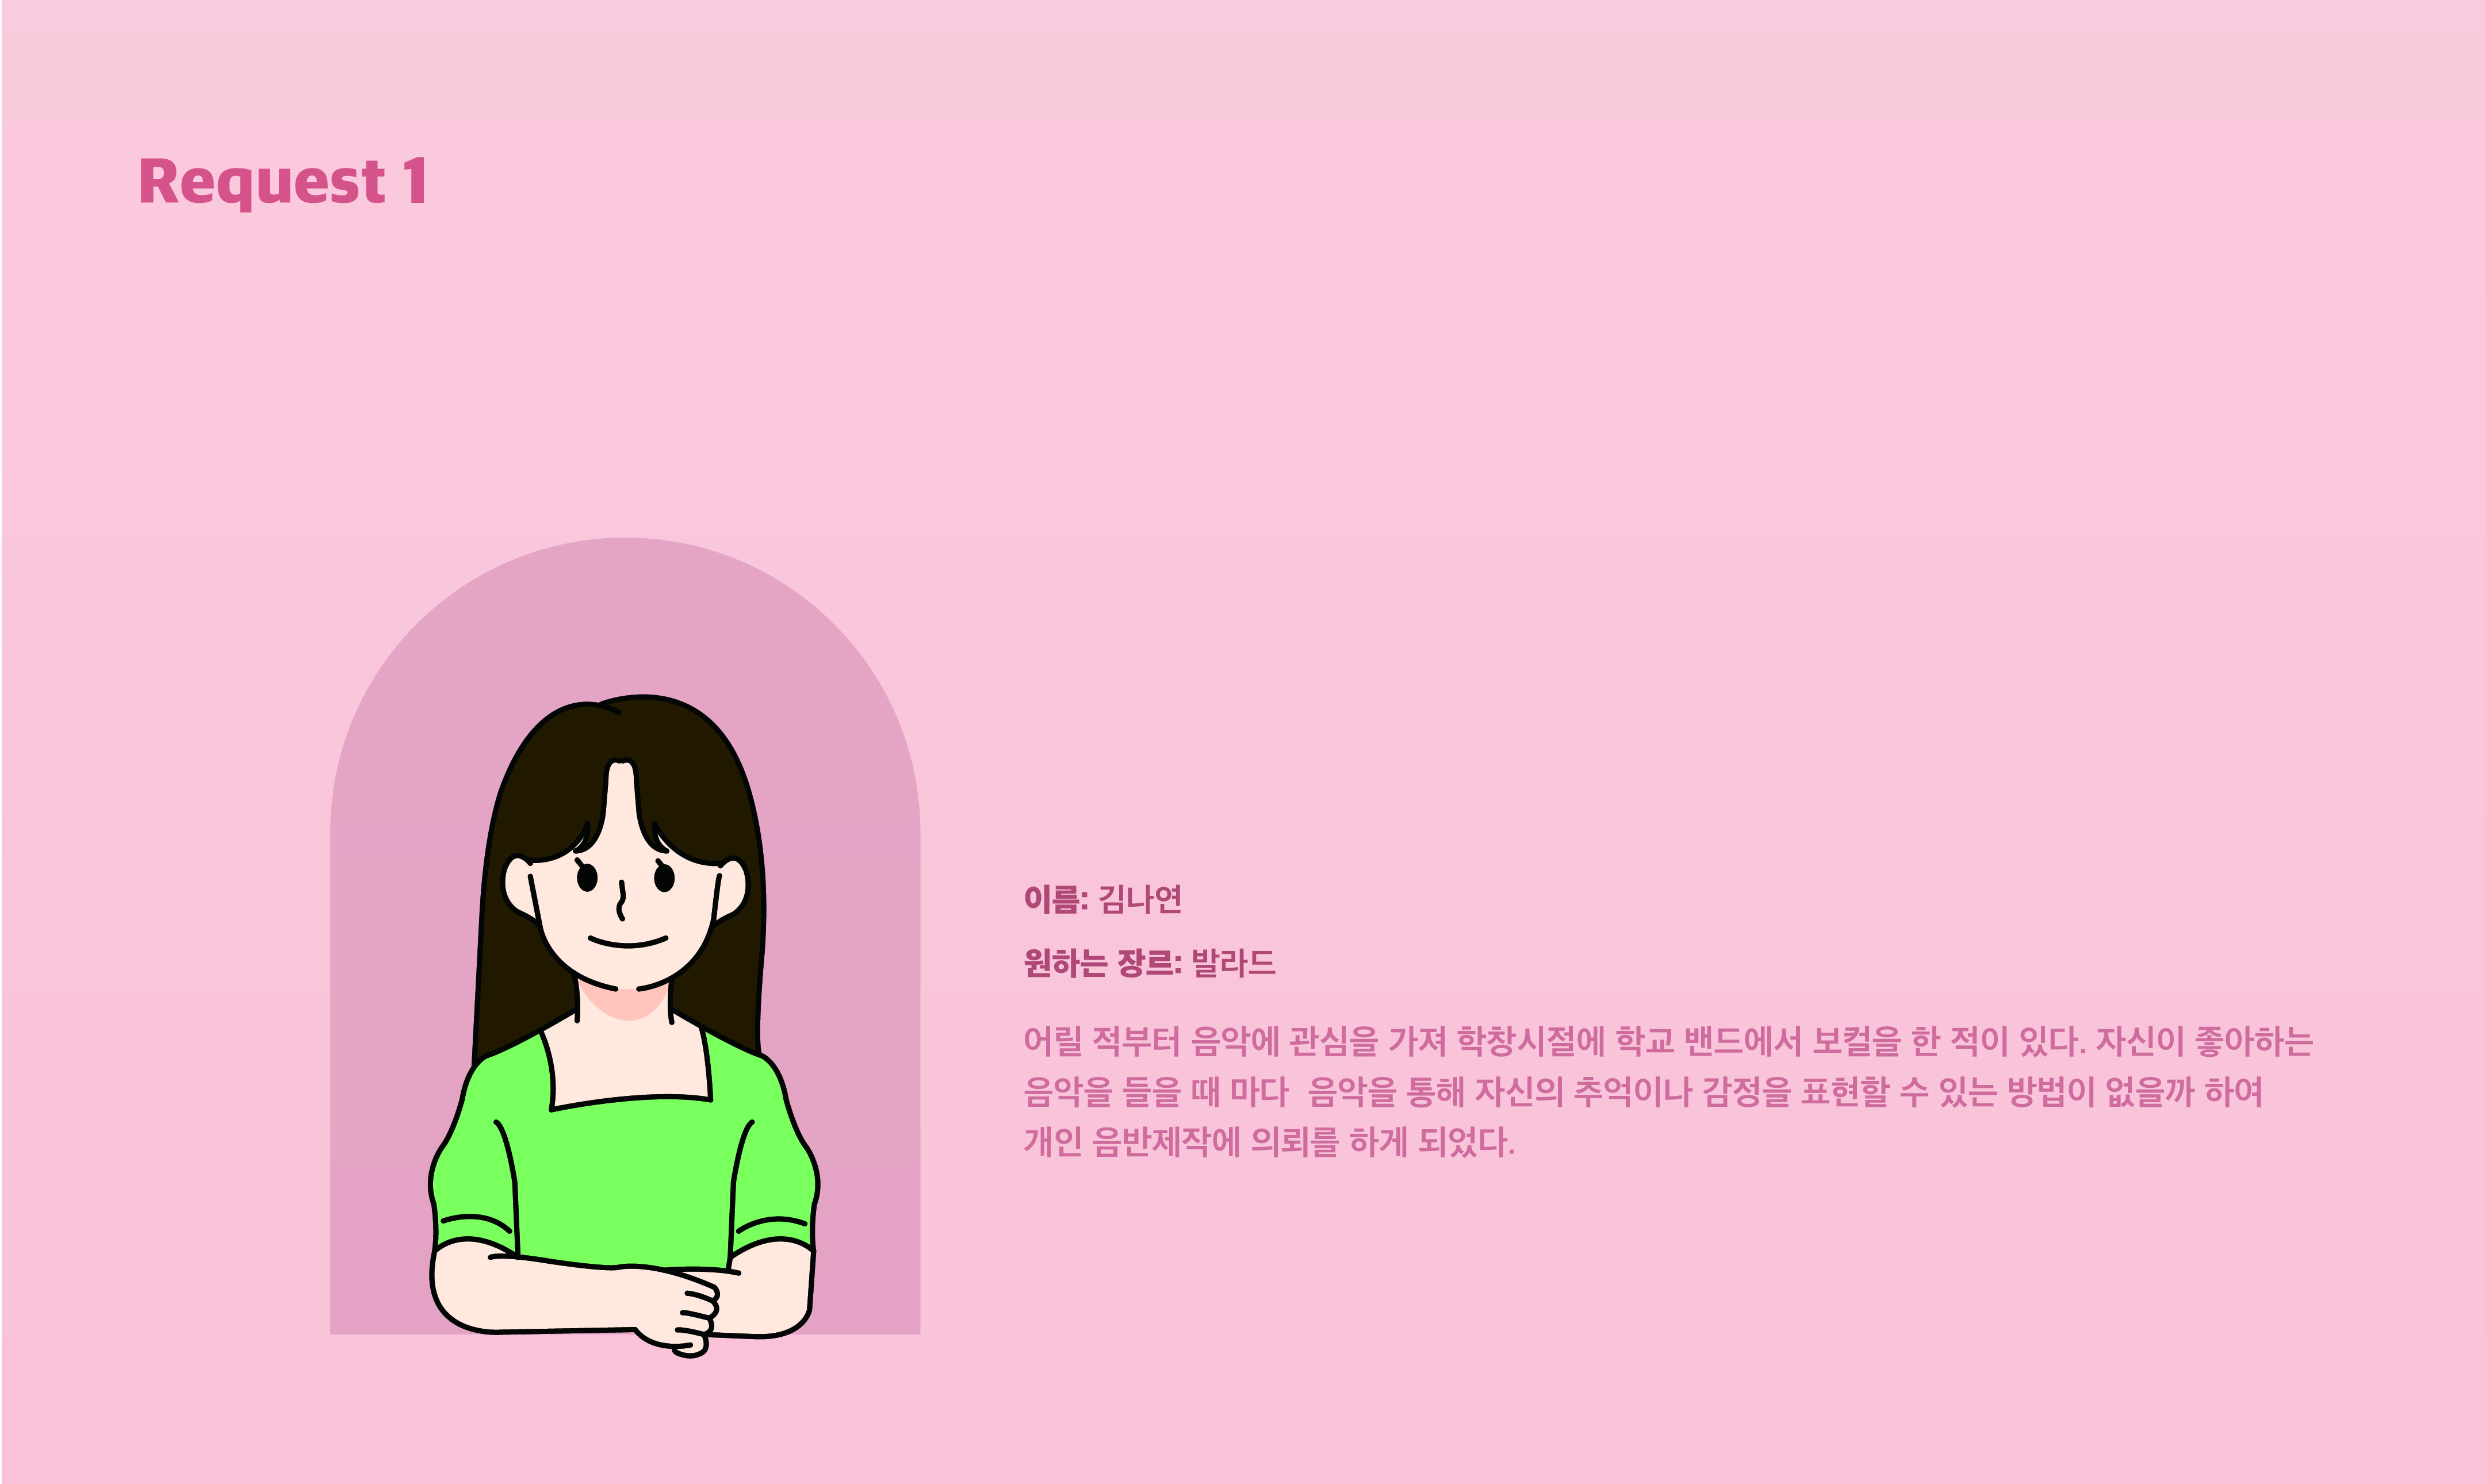 Request 1
이름: 김나연
원하는 장르: 발라드
어릴 적부터 음악에 관심을 가져 학창시절에 학교 밴드에서 보컬을 한 적이 있다. 자신이 좋아하는
음악을 들을 때 마다  음악을 통해 자신의 추억이나 감정을 표현할 수 있는 방법이 없을까 하여
개인 음반제작에 의뢰를 하게 되었다.